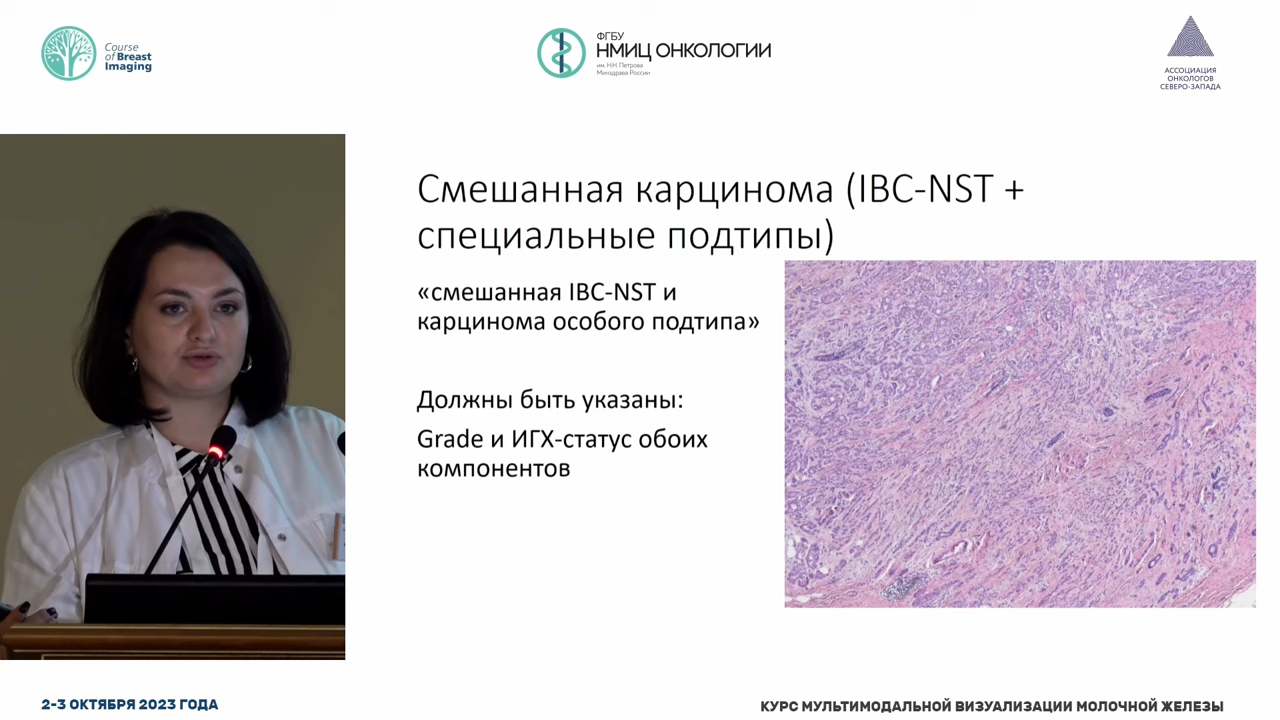 Course
of Breast
Imaging
ФГБУ
НМИЦ ОНКОЛОГИИ
им. Н.Н. Петрова
Минздрава России
АССОЦИАЦИЯ
ОНКОЛОГОВ
СЕВЕРО-ЗАПАДА
Смешанная карцинома (IBC-NST +
специальные подтипы)
«смешанная IBC-NST и
карцинома особого подтипа»
Должны быть указаны:
Grade и ИГХ-статус обоих
компонентов
2-3 ОКТЯБРЯ 2023 ГОДА
КУРС МУЛЬТИМОДАЛЬНОЙ ВИЗУАЛИЗАЦИИ МОЛОЧНОЙ ЖЕЛЕЗЫ